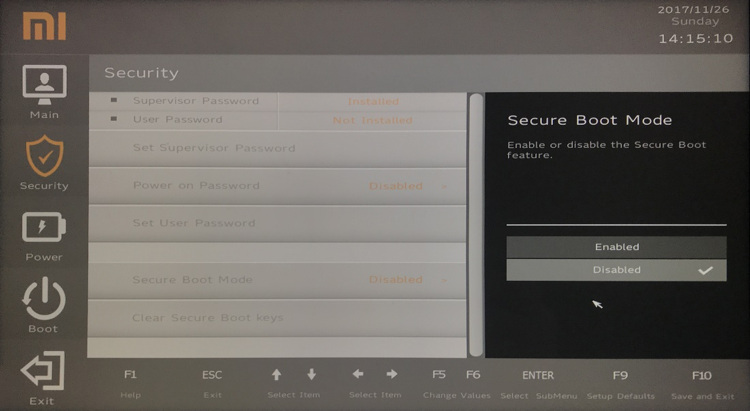 mi
2017/11/26
Sunday
14:15:10
Security
Main
Security
Power
Boot
Exit
Supervisor Password Installed
User Password Not Installed
Set Supervisor Password
Power on Password Disabled
Set User Password
Secure Boot Mode Disabled
Clear Secure Boot keys
Secure Boot Mode
Enable or disable the Secure Boot
feature.
Enabled
Disabled
F1 ESC F5 F6 ENTER F9 F10
Help Exit Select Item Select Item Change Values Select SubMenu Setup Defaults Save and Exit